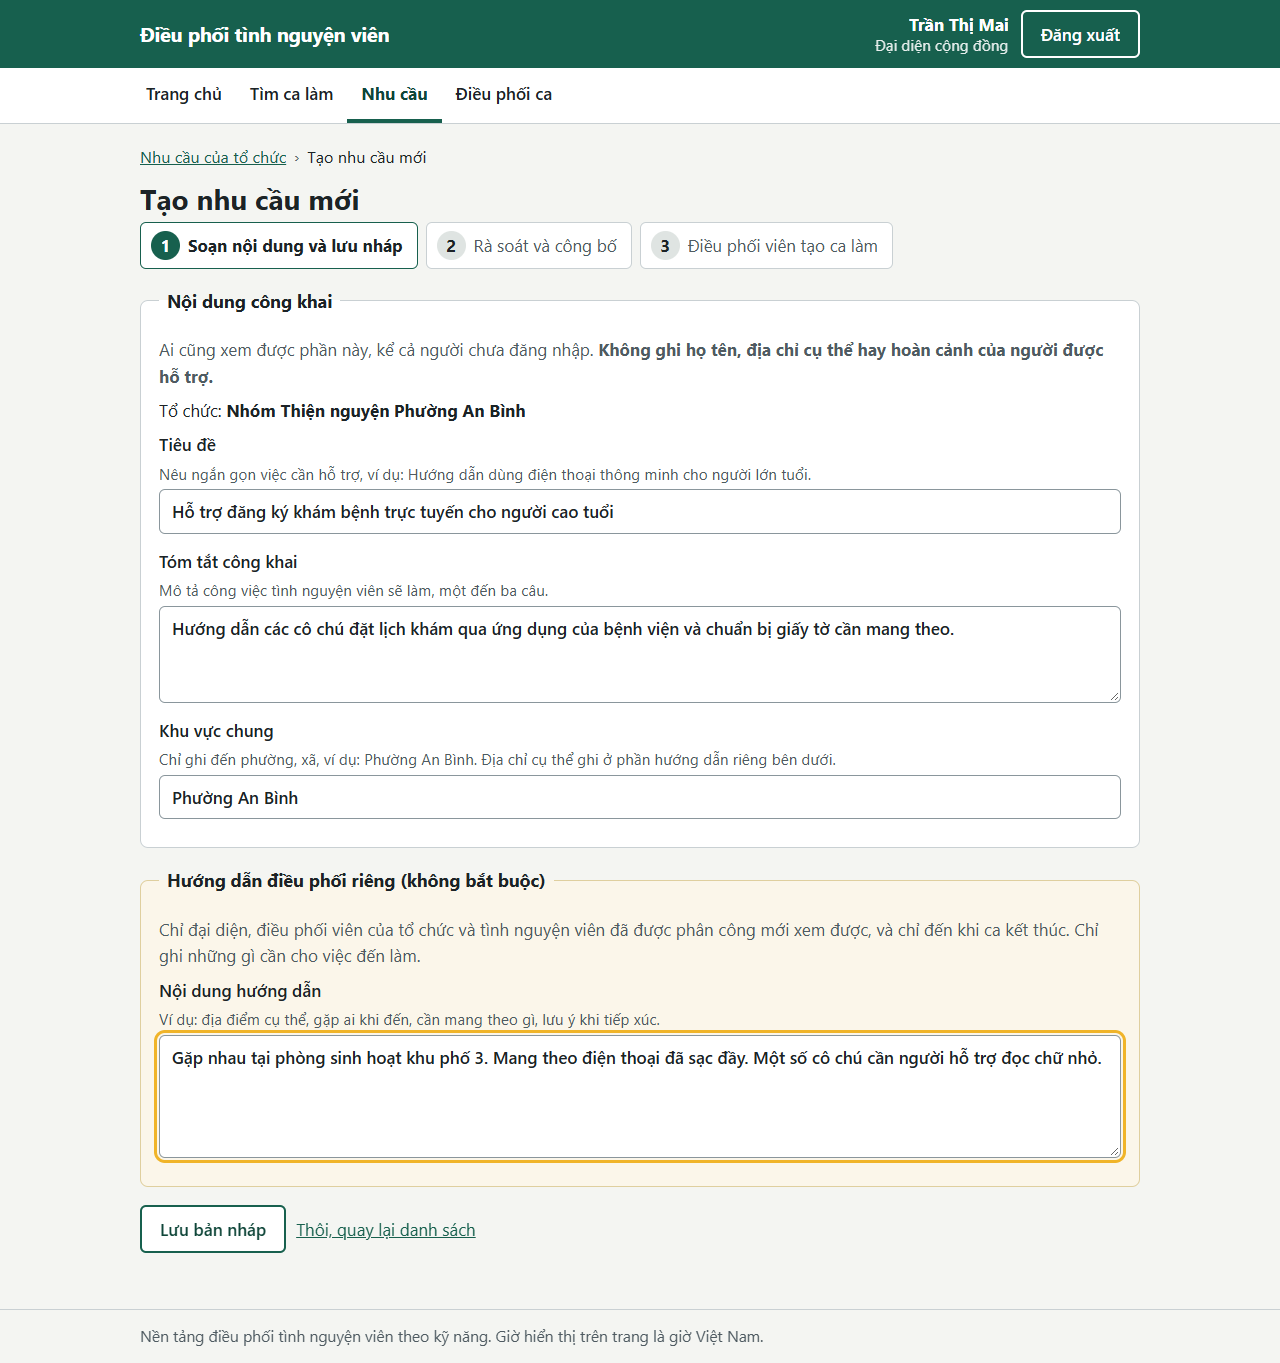 Điều phối tình nguyện viên
Trần Thị Mai
Đại diện cộng đồng
Đăng xuất
Trang chủ
Tìm ca làm
Nhu cầu
Điều phối ca
Nhu cầu của tổ chức › Tạo nhu cầu mới
Tạo nhu cầu mới
1 Soạn nội dung và lưu nháp
2 Rà soát và công bố
3 Điều phối viên tạo ca làm
Nội dung công khai
Ai cũng xem được phần này, kể cả người chưa đăng nhập. Không ghi họ tên, địa chỉ cụ thể hay hoàn cảnh của người được
hỗ trợ.
Tổ chức: Nhóm Thiện nguyện Phường An Bình
Tiêu đề
Nêu ngắn gọn việc cần hỗ trợ, ví dụ: Hướng dẫn dùng điện thoại thông minh cho người lớn tuổi.
Hỗ trợ đăng ký khám bệnh trực tuyến cho người cao tuổi
Tóm tắt công khai
Mô tả công việc tình nguyện viên sẽ làm, một đến ba câu.
Hướng dẫn các cô chú đặt lịch khám qua ứng dụng của bệnh viện và chuẩn bị giấy tờ cần mang theo.
Khu vực chung
Chỉ ghi đến phường, xã, ví dụ: Phường An Bình. Địa chỉ cụ thể ghi ở phần hướng dẫn riêng bên dưới.
Phường An Bình
Hướng dẫn điều phối riêng (không bắt buộc)
Chỉ đại diện, điều phối viên của tổ chức và tình nguyện viên đã được phân công mới xem được, và chỉ đến khi ca kết thúc. Chỉ
ghi những gì cần cho việc đến làm.
Nội dung hướng dẫn
Ví dụ: địa điểm cụ thể, gặp ai khi đến, cần mang theo gì, lưu ý khi tiếp xúc.
Gặp nhau tại phòng sinh hoạt khu phố 3. Mang theo điện thoại đã sạc đầy. Một số cô chú cần người hỗ trợ đọc chữ nhỏ.
Lưu bản nháp
Thôi, quay lại danh sách
Nền tảng điều phối tình nguyện viên theo kỹ năng. Giờ hiển thị trên trang là giờ Việt Nam.